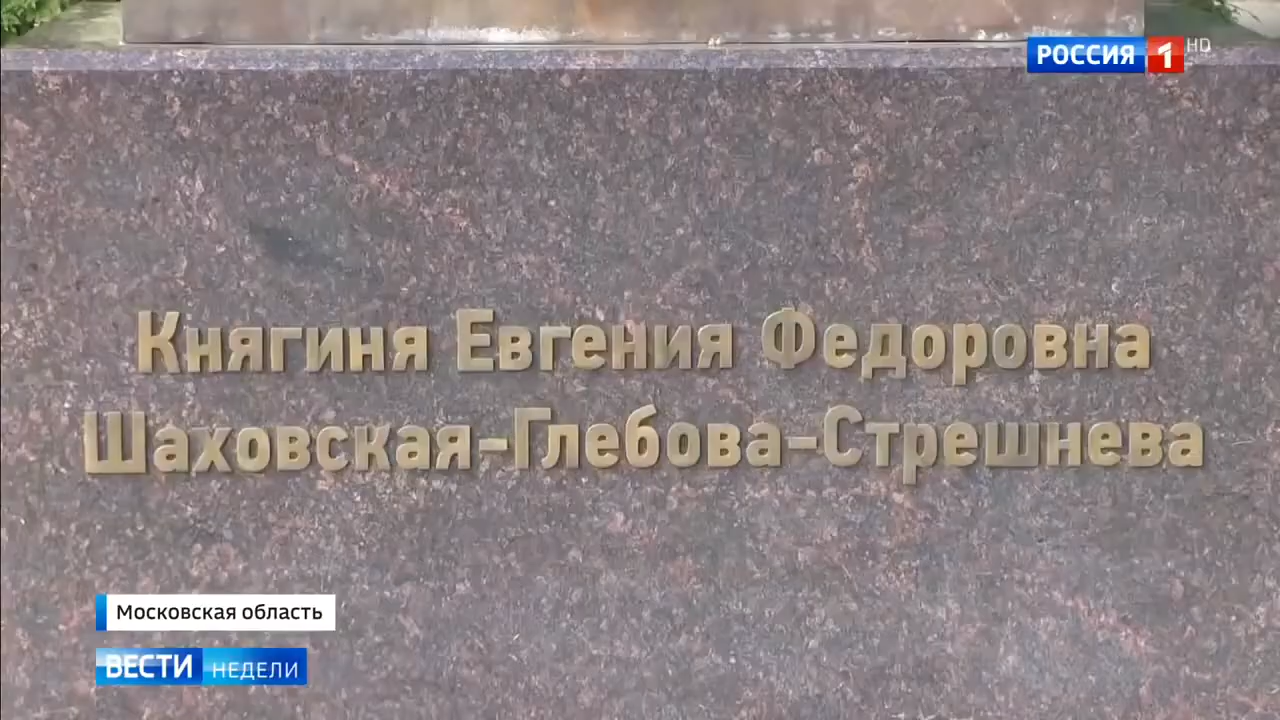 РОССИЯ 1 HD
Княгиня Евгения Федоровна
Шаховская-Глебова-Стрешнева
Московская область
ВЕСТИ НЕДЕЛИ